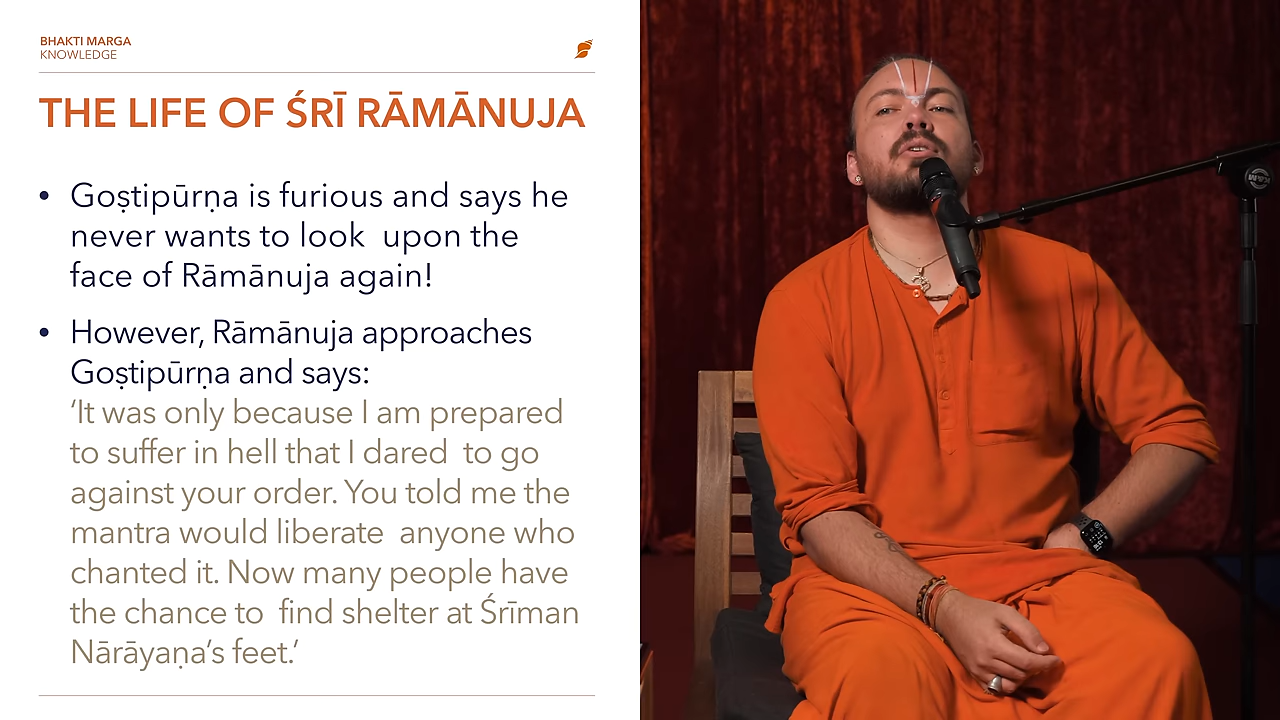 BHAKTI MARGA
KNOWLEDGE
THE LIFE OF ŚRĪ RĀMĀNUJA
• Goṣtipūrṇa is furious and says he
never wants to look upon the
face of Rāmānuja again!
• However, Rāmānuja approaches
Goṣtipūrṇa and says:
‘It was only because I am prepared
to suffer in hell that I dared to go
against your order. You told me the
mantra would liberate anyone who
chanted it. Now many people have
the chance to find shelter at Śrīman
Nārāyaṇa’s feet.’
K&M